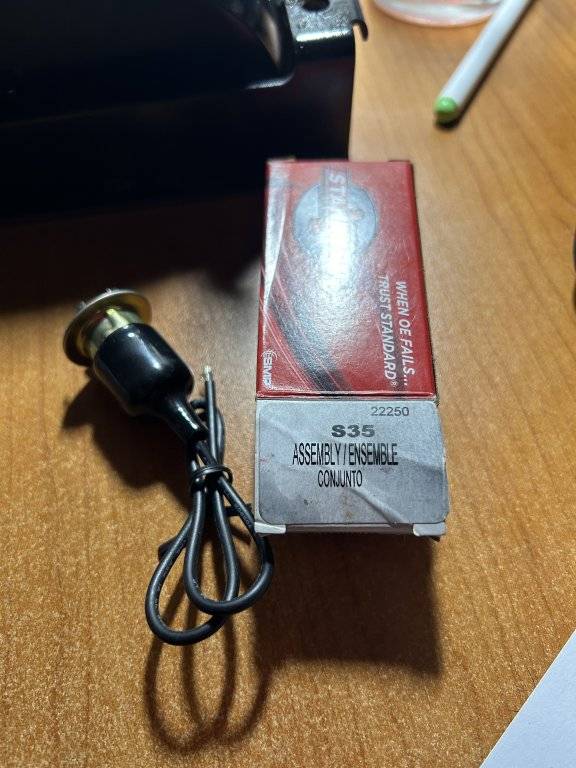 WHEN OE FAILS...
TRUST STANDARD®
SMP
22250
S35
ASSEMBLY / ENSEMBLE
CONJUNTO